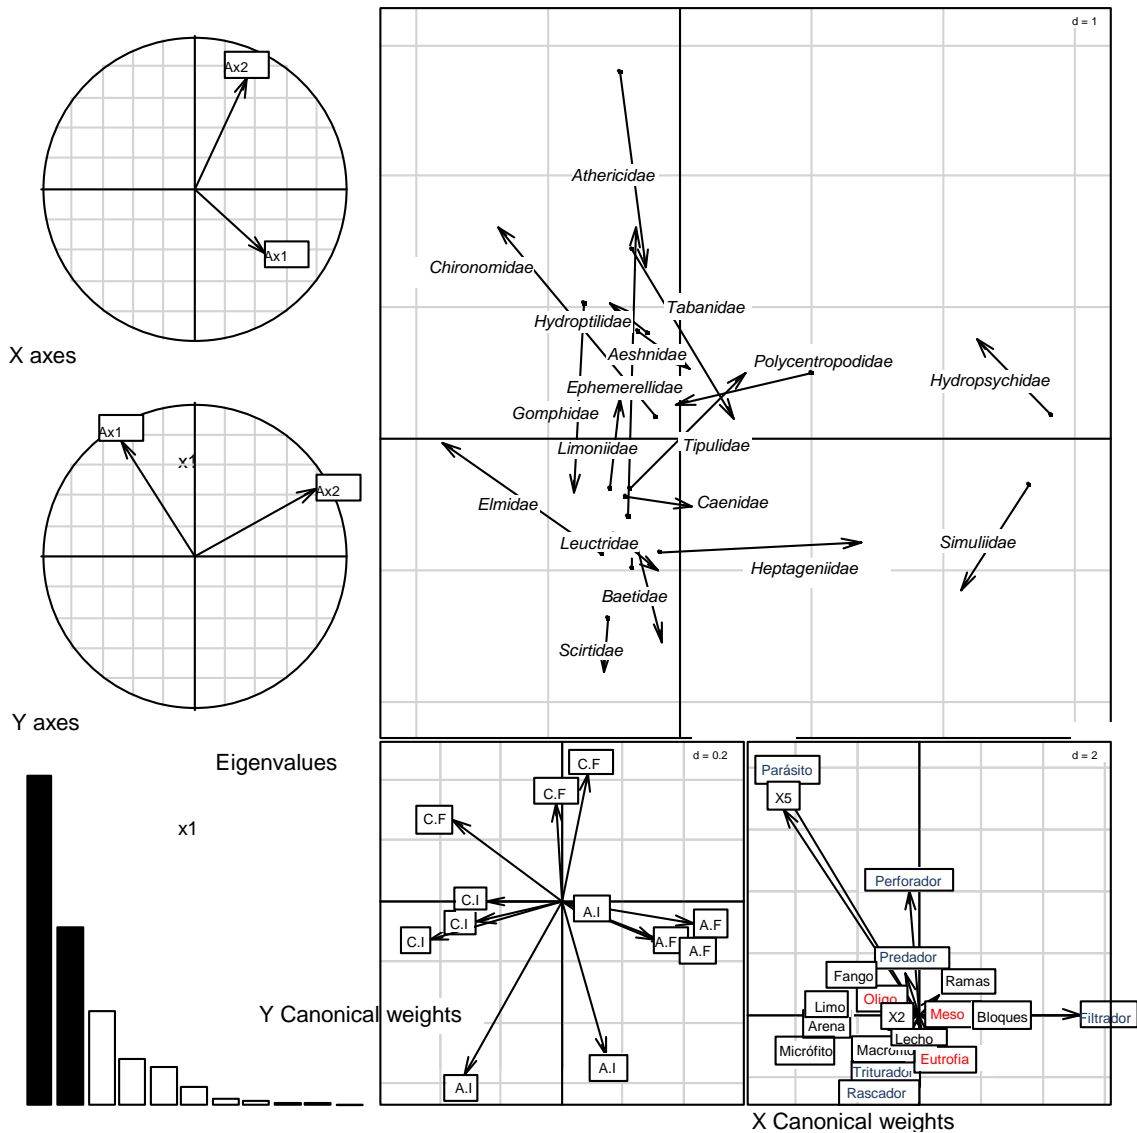 Ax2
Ax1
X axes
Ax1
x1
Ax2
Y axes
Eigenvalues
x1
d = 1
Athericidae
Chironomidae
Tabanidae
Hydroptilidae
Aeshnidae
Polycentropodidae
Hydropsychidae
Ephemerellidae
Gomphidae
Limoniidae
Tipulidae
Elmidae
Caenidae
Leuctridae
Simuliidae
Heptageniidae
Baetidae
Scirtidae
d = 0.2
C.F
C.F
C.F
C.I
A.I
C.I
A.F
C.I
A.F
A.F
Y Canonical weights
A.I
A.I
d = 2
Parásito
X5
Perforador
Predador
Fango
Ramas
Oligo
Limo
X2
Meso
Bloques
Filtrador
Arena
Lecho
Micrófito
Macrófito
Eutrofia
Triturador
Rascador
X Canonical weights